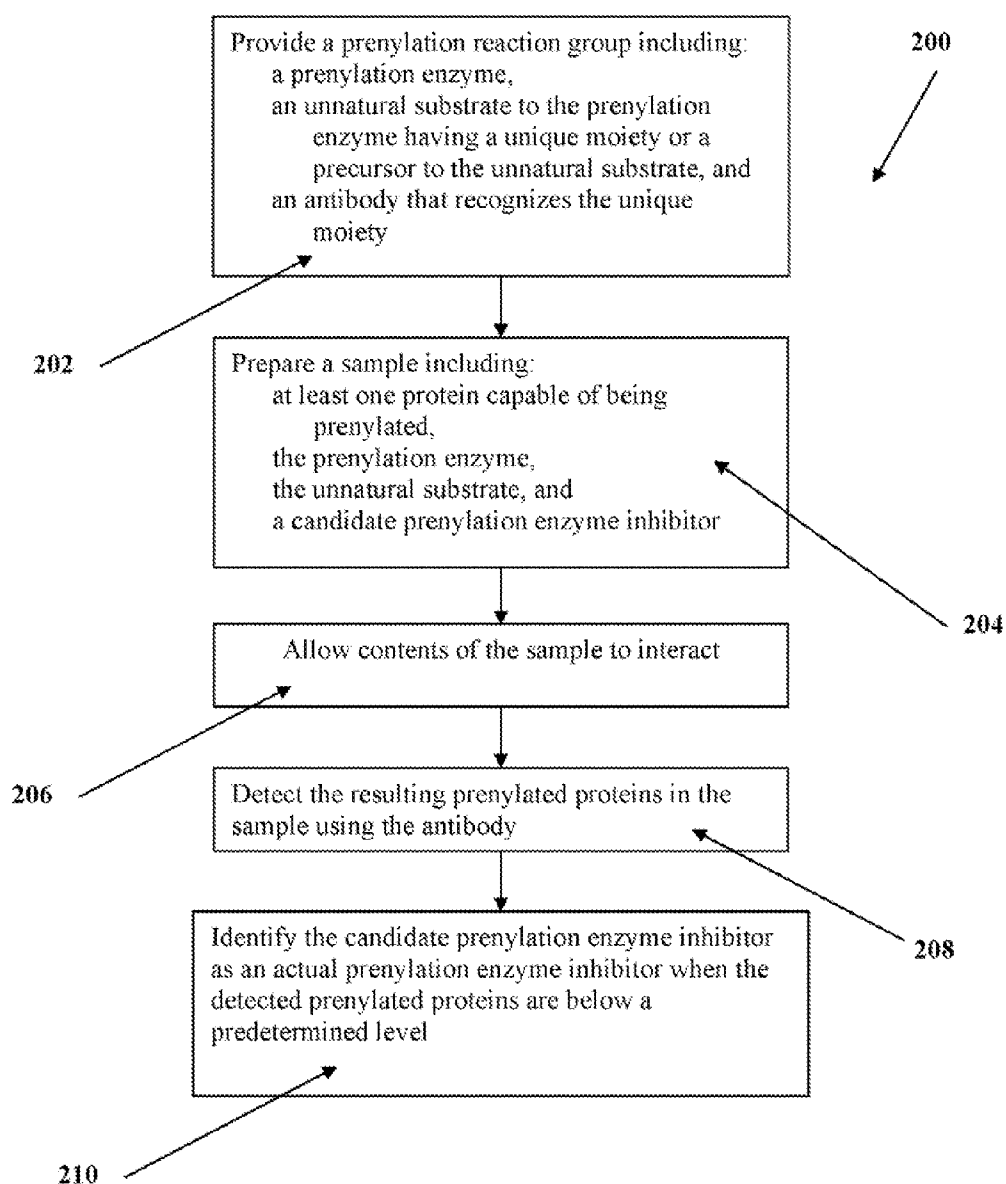 Provide a prenylation reaction group including:
a prenylation enzyme,
an unnatural substrate to the prenylation
enzyme having a unique moiety or a
precursor to the unnatural substrate, and
an antibody that recognizes the unique
moiety
200
202
Prepare a sample including:
at least one protein capable of being
prenylated,
the prenylation enzyme,
the unnatural substrate, and
a candidate prenylation enzyme inhibitor
204
Allow contents of the sample to interact
206
Detect the resulting prenylated proteins in the
sample using the antibody
208
Identify the candidate prenylation enzyme inhibitor
as an actual prenylation enzyme inhibitor when the
detected prenylated proteins are below a
predetermined level
210